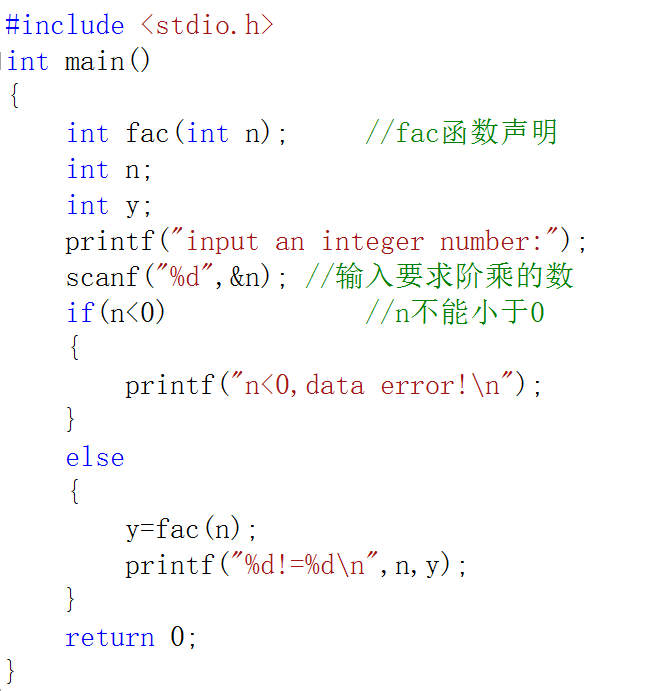 #include <stdio.h>
int main()
{
    int fac(int n);     //fac函数声明
    int n;
    int y;
    printf("input an integer number:");
    scanf("%d",&n); //输入要求阶乘的数
    if(n<0)             //n不能小于0
    {
        printf("n<0,data error!\n");
    }
    else
    {
        y=fac(n);
        printf("%d!=%d\n",n,y);
    }
    return 0;
}